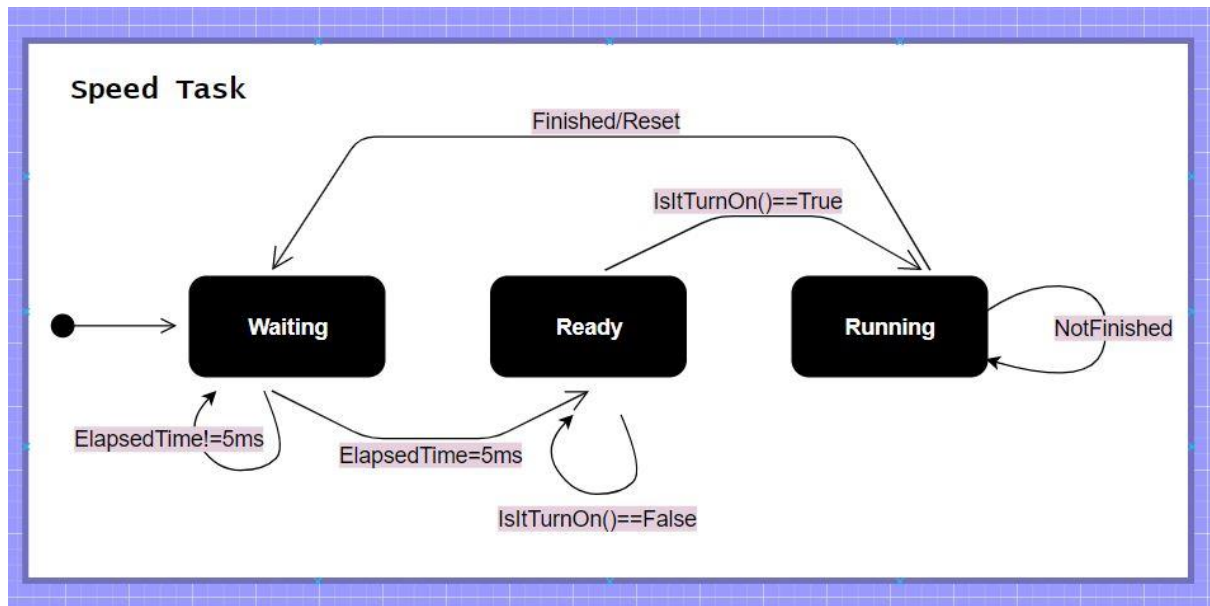 Speed Task
Finished/Reset
IsItTurnOn()==True
Waiting
Ready
Running
NotFinished
ElapsedTime!=5ms
ElapsedTime=5ms
IsItTurnOn()==False